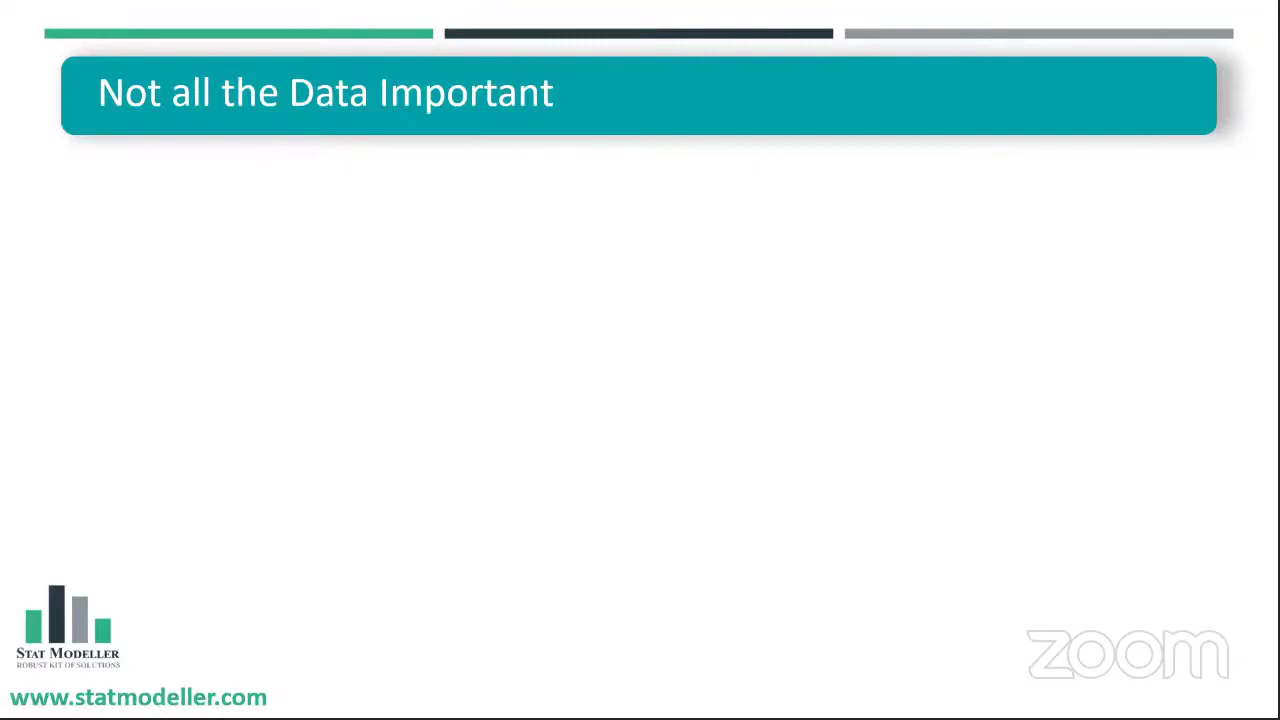 Not all the Data Important
STAT MODELLER
ROBUST KIT OF SOLUTIONS
www.statmodeller.com
zoom